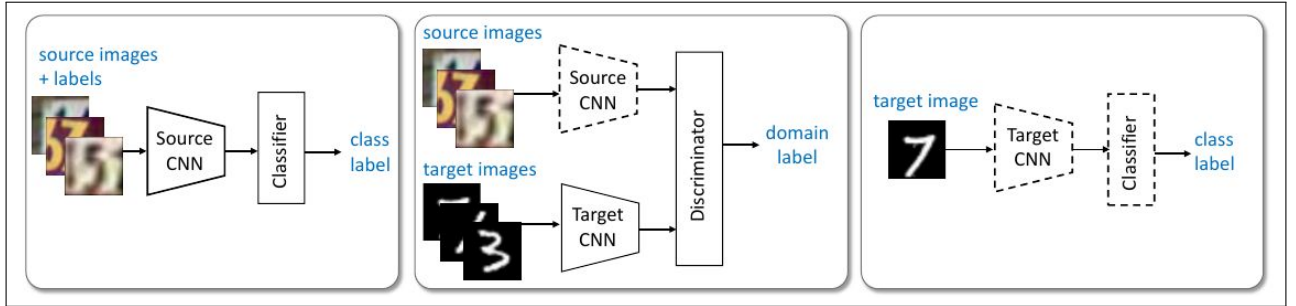 source images
+ labels
Source
CNN
Classifier
class
label
source images
Source
CNN
target images
Target
CNN
Discriminator
domain
label
target image
7
Target
CNN
Classifier
class
label